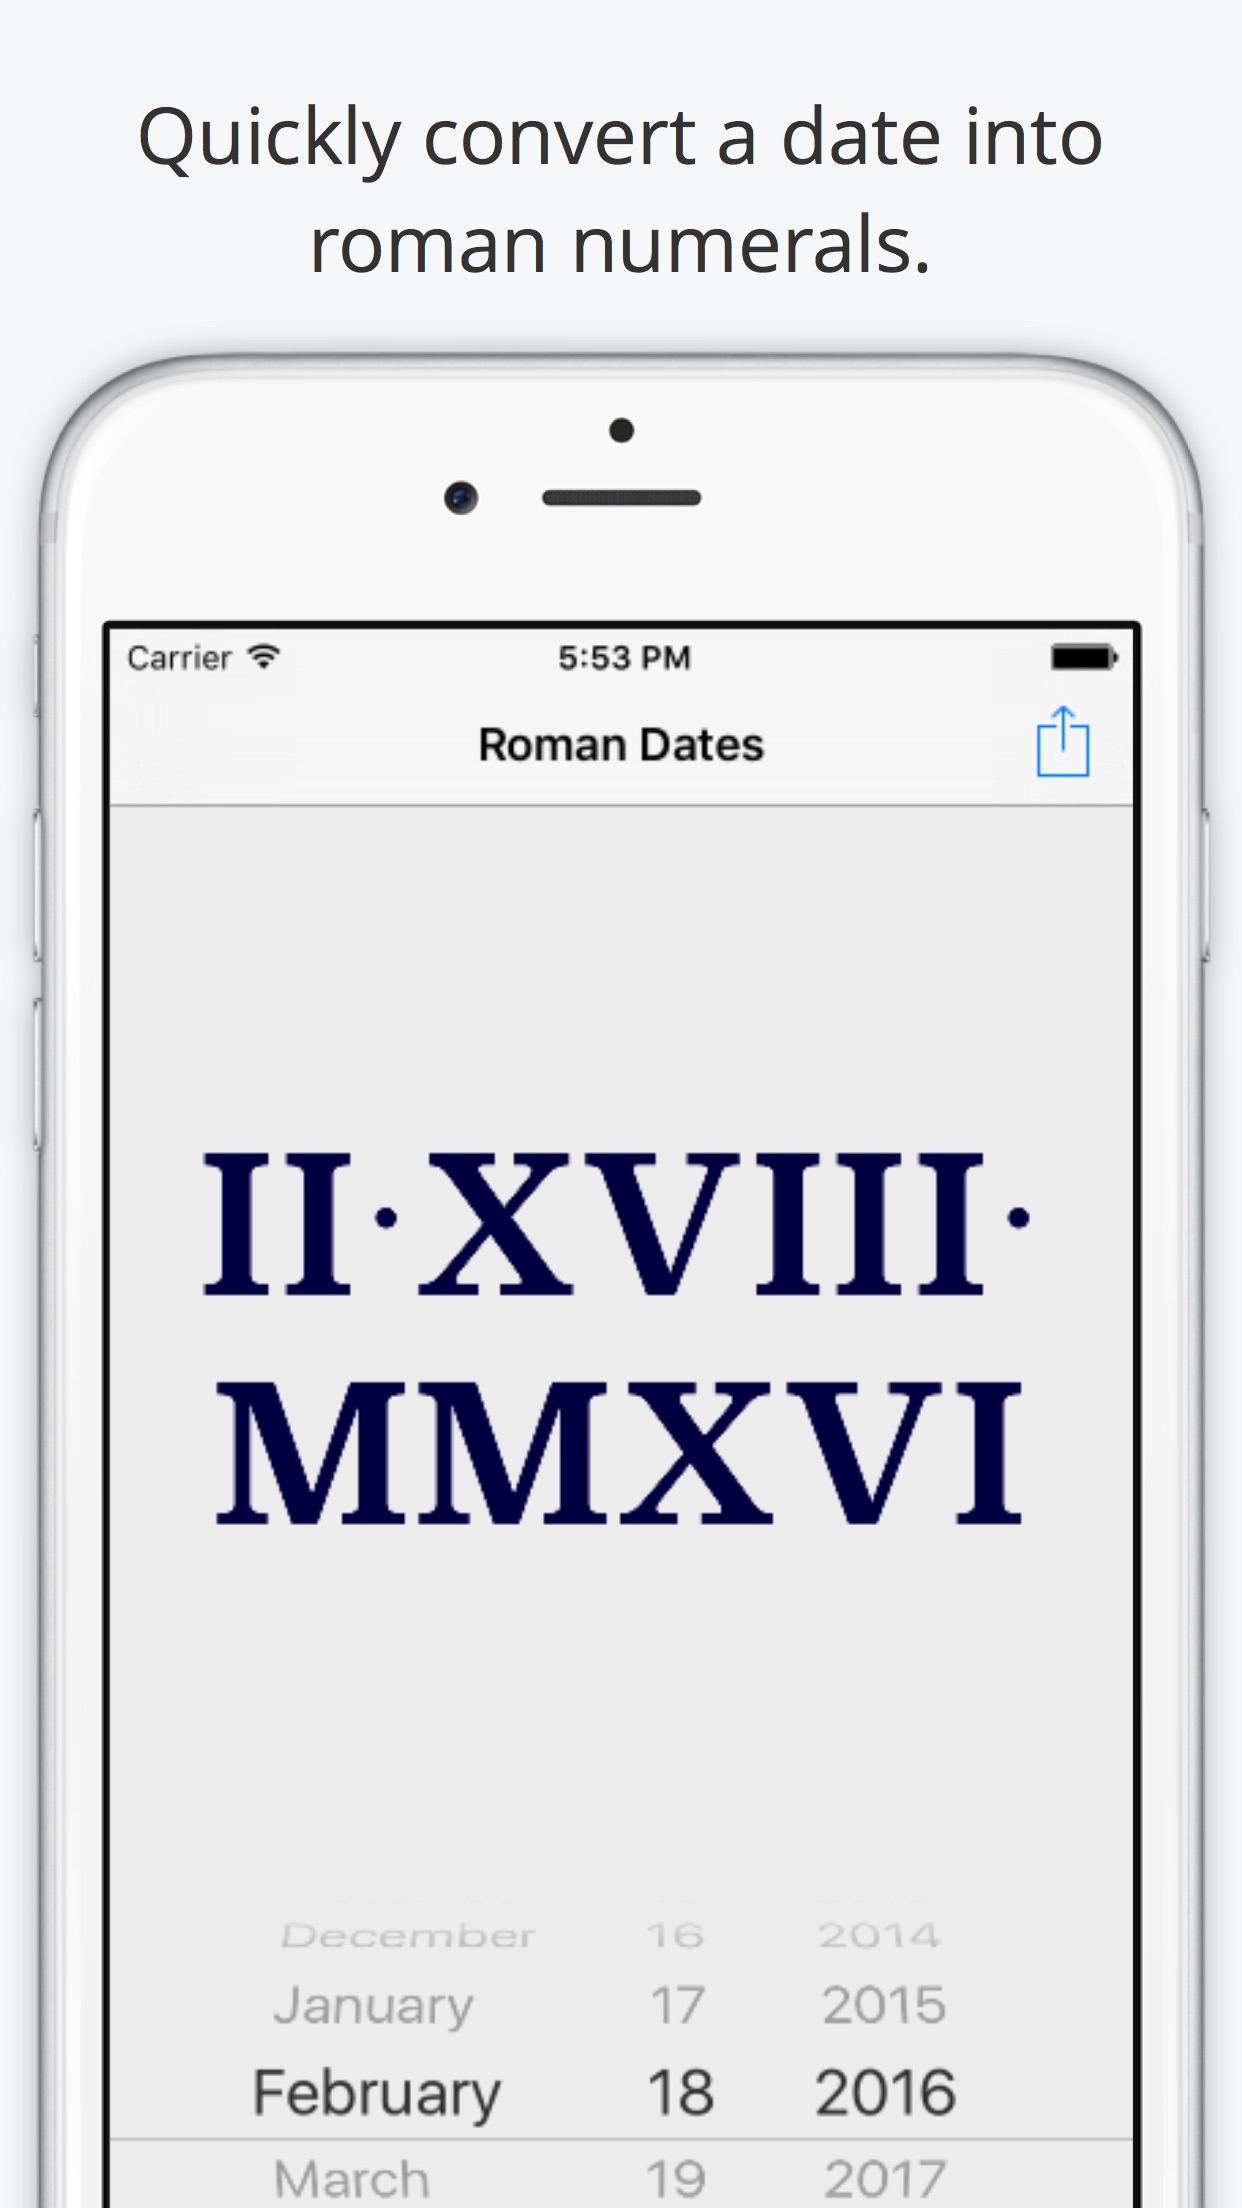 Quickly convert a date into
roman numerals.
Carrier 5:53 PM
Roman Dates
II·XVIII·
MMXVI
December 16 2014
January 17 2015
February 18 2016
March 19 2017